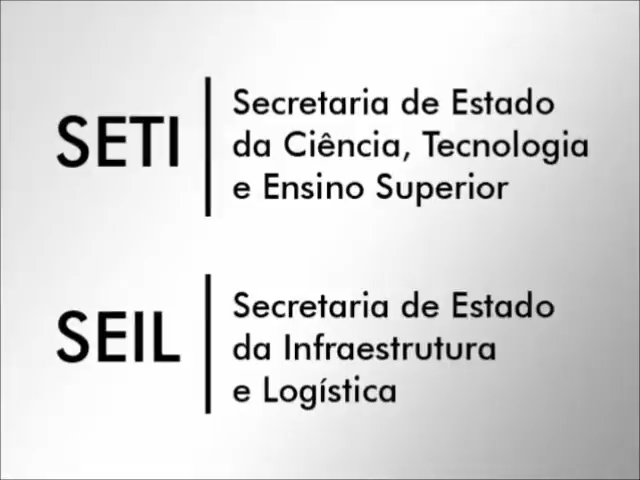 SETI
Secretaria de Estado
da Ciência, Tecnologia
e Ensino Superior
SEIL
Secretaria de Estado
da Infraestrutura
e Logística